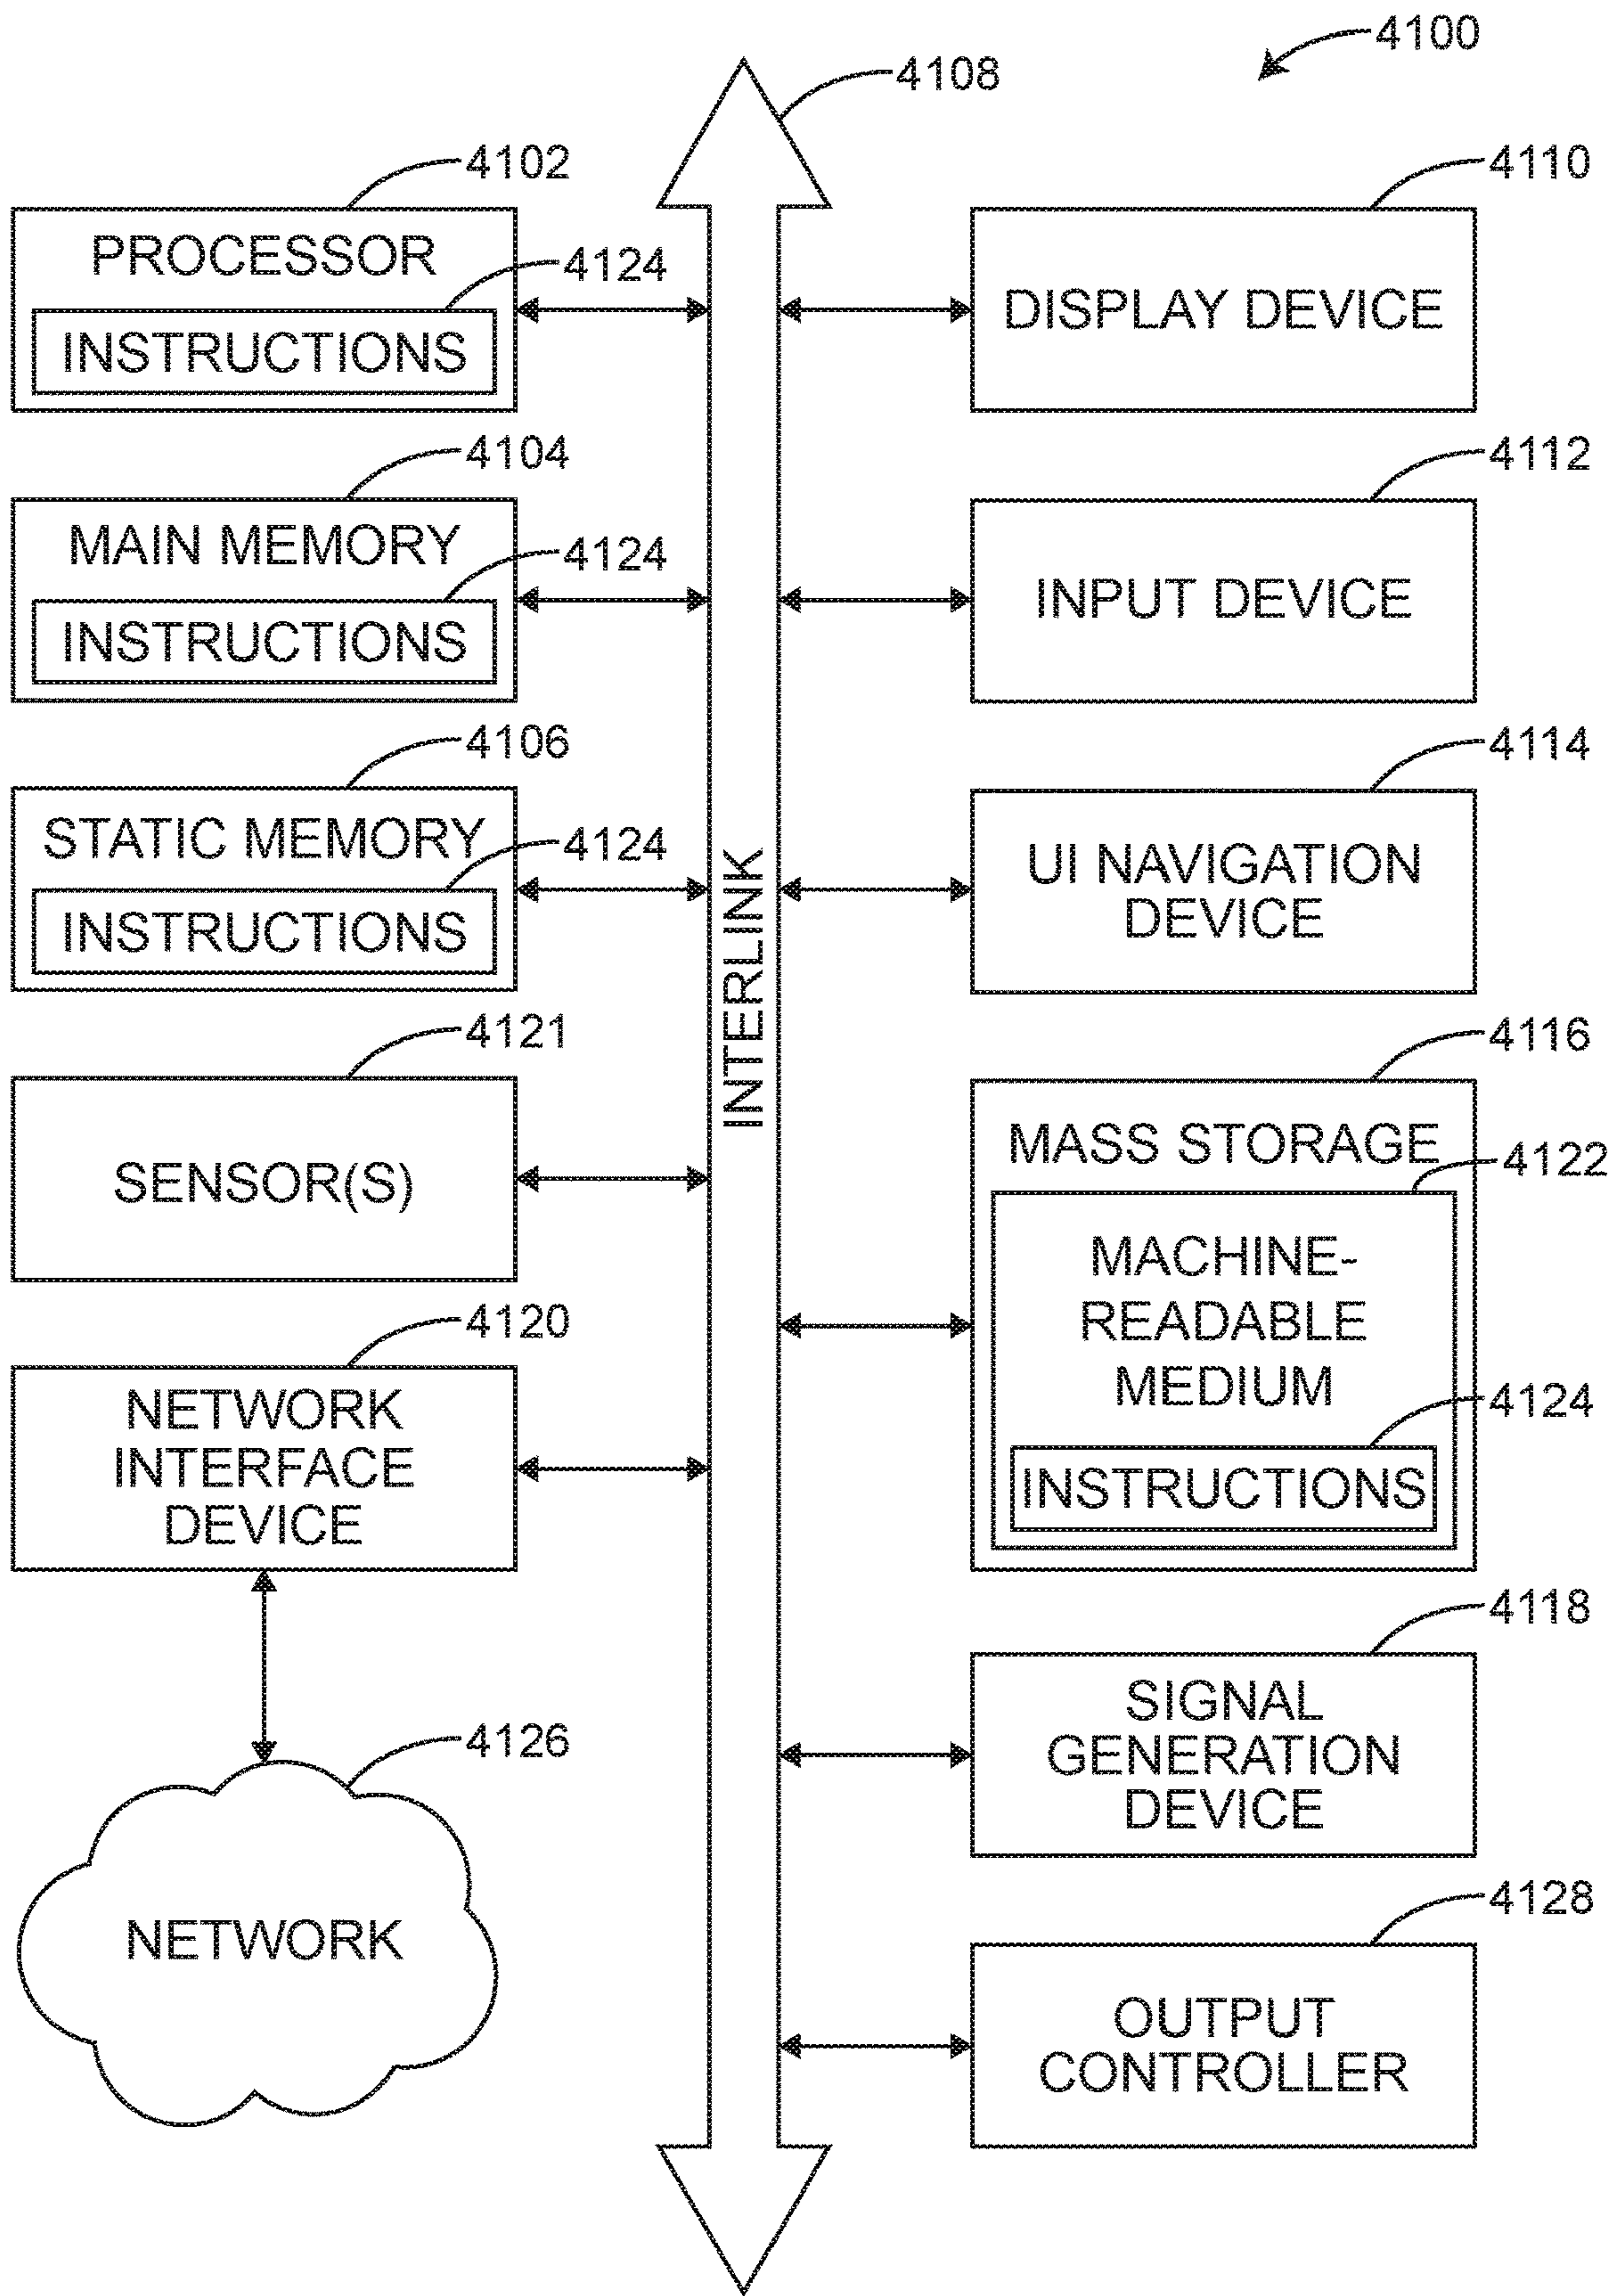 4100
4108
4102
PROCESSOR
4124
INSTRUCTIONS
4104
MAIN MEMORY
4124
INSTRUCTIONS
4106
STATIC MEMORY
4124
INSTRUCTIONS
4121
SENSOR(S)
4120
NETWORK
INTERFACE
DEVICE
4126
NETWORK
INTERLINK
4110
DISPLAY DEVICE
4112
INPUT DEVICE
4114
UI NAVIGATION
DEVICE
4116
MASS STORAGE
4122
MACHINE-
READABLE
MEDIUM
4124
INSTRUCTIONS
4118
SIGNAL
GENERATION
DEVICE
4128
OUTPUT
CONTROLLER